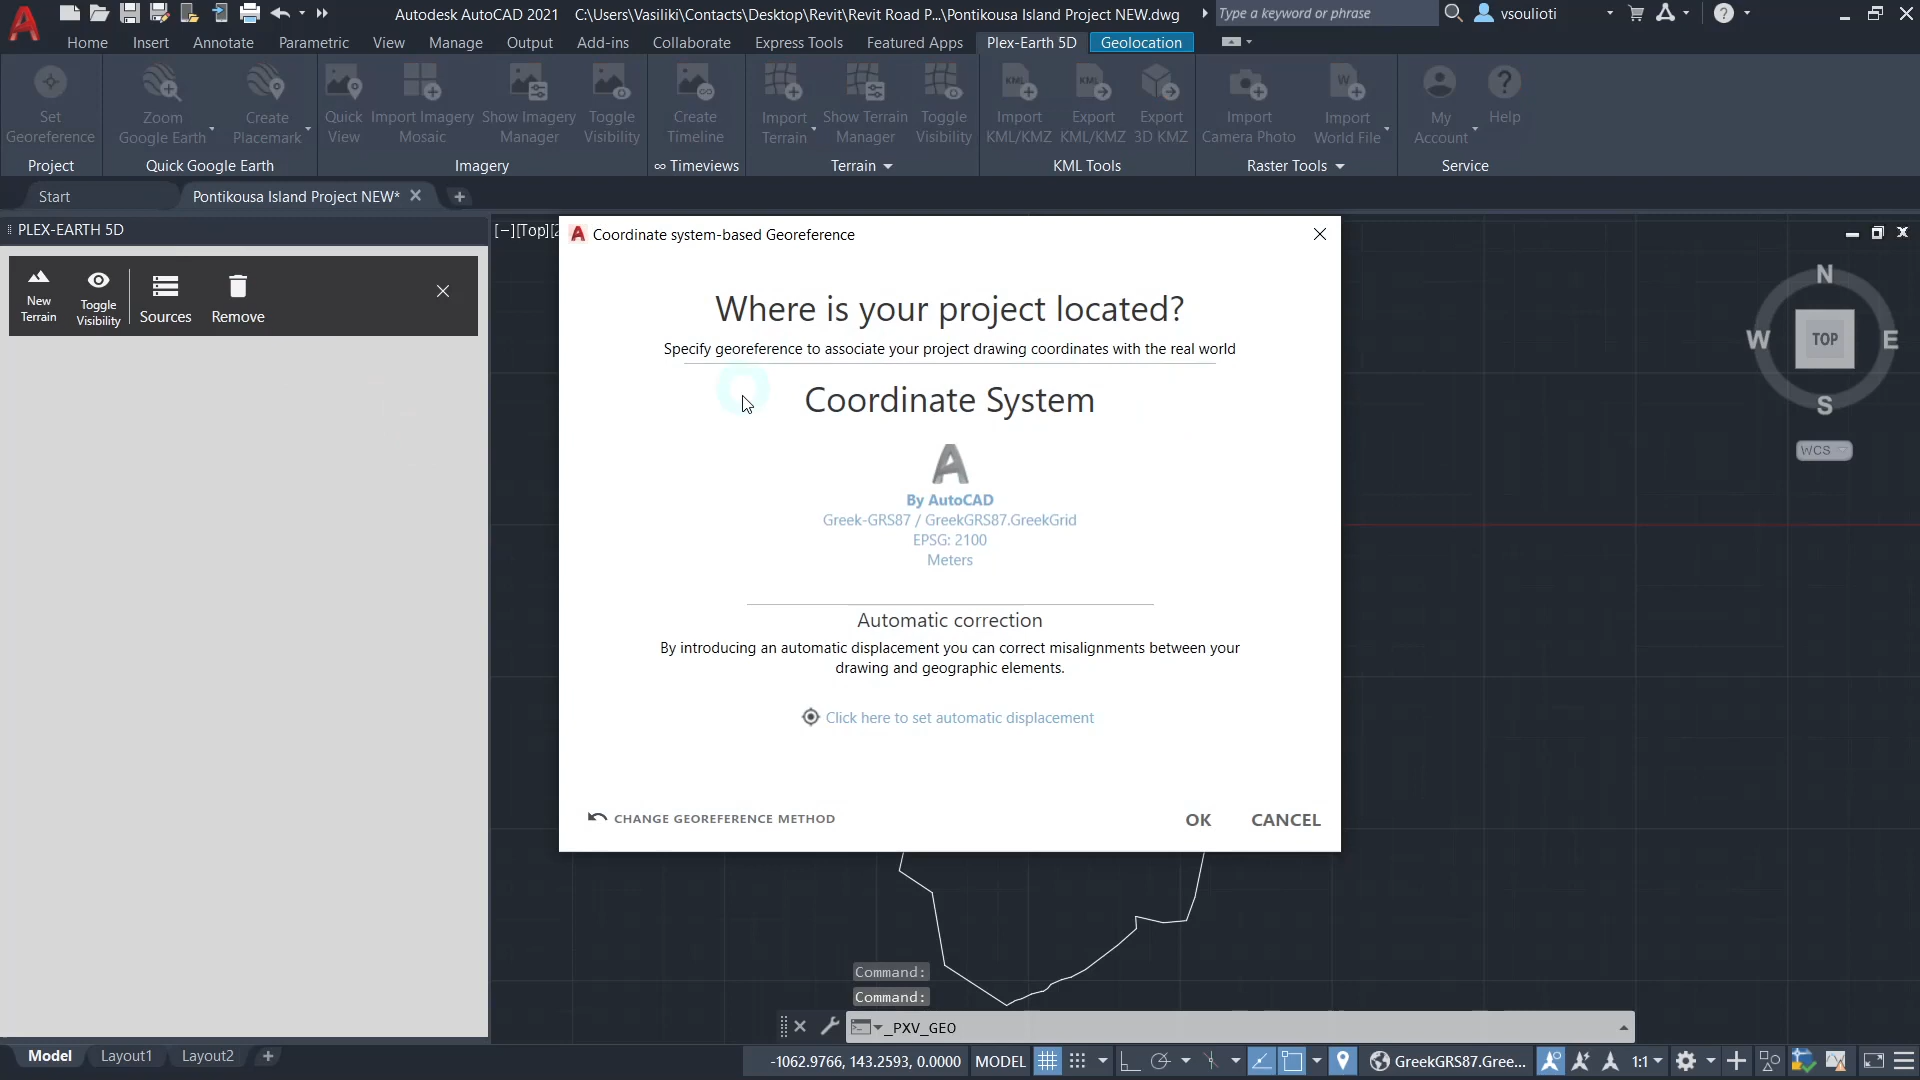 Autodesk AutoCAD 2021 C:\Users\Vasiliki\Contacts\Desktop\Revit\Revit Road P...\Pontikousa Island Project NEW.dwg Type a keyword or phrase vsoulioti
Home Insert Annotate Parametric View Manage Output Add-ins Collaborate Express Tools Featured Apps Plex-Earth 5D Geolocation
Set Zoom Create Quick Import Imagery Show Imagery Toggle Create Import Show Terrain Toggle Import Export Export Import Import My Help
Georeference Google Earth Placemark View Mosaic Manager Visibility Timeline Terrain Manager Visibility KML/KMZ KML/KMZ 3D KMZ Camera Photo World File Account
Project Quick Google Earth Imagery ∞ Timeviews Terrain KML Tools Raster Tools Service
Start Pontikousa Island Project NEW*
PLEX-EARTH 5D
[−][Top][2
Coordinate system-based Georeference
New Terrain
Toggle Visibility
Sources
Remove
Where is your project located?
Specify georeference to associate your project drawing coordinates with the real world
Coordinate System
By AutoCAD
Greek-GRS87 / GreekGRS87.GreekGrid
EPSG: 2100
Meters
Automatic correction
By introducing an automatic displacement you can correct misalignments between your
drawing and geographic elements.
Click here to set automatic displacement
CHANGE GEOREFERENCE METHOD OK CANCEL
N
W TOP E
S
WCS
Command:
Command:
_PXV_GEO
Model Layout1 Layout2
-1062.9766, 143.2593, 0.0000 MODEL GreekGRS87.Gree... 1:1